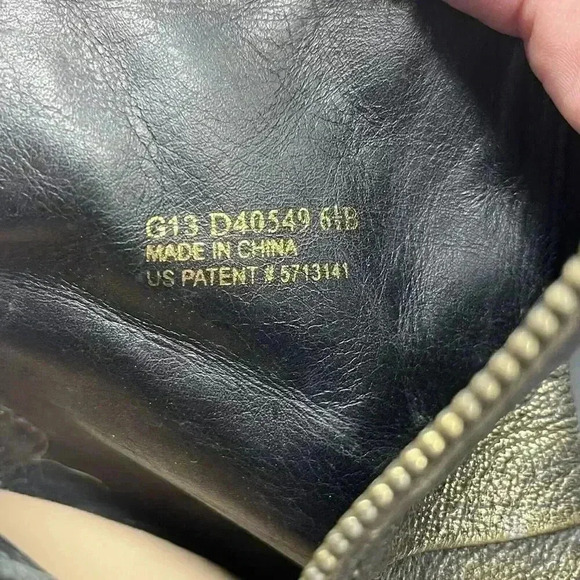 G13 D40549 6½B
MADE IN CHINA
US PATENT # 5713141